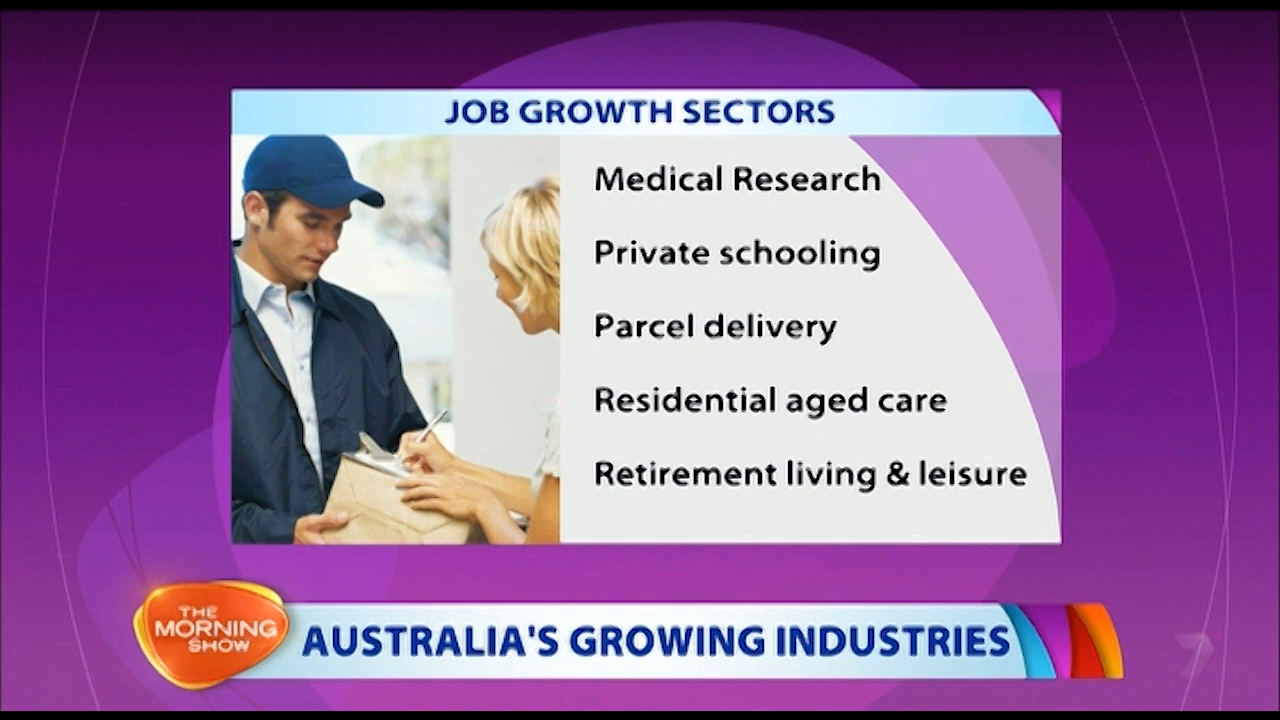 JOB GROWTH SECTORS
Medical Research
Private schooling
Parcel delivery
Residential aged care
Retirement living & leisure
THE
MORNING
SHOW
AUSTRALIA'S GROWING INDUSTRIES
7